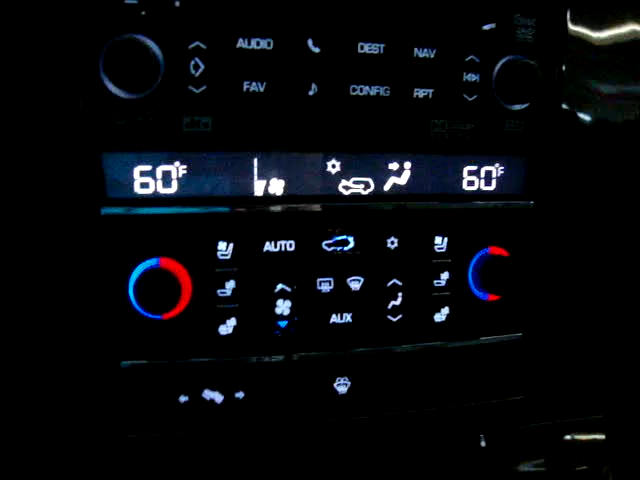 AUDIO DEST NAV
FAV CONFIG RPT
60°F 60°F
AUTO
AUX